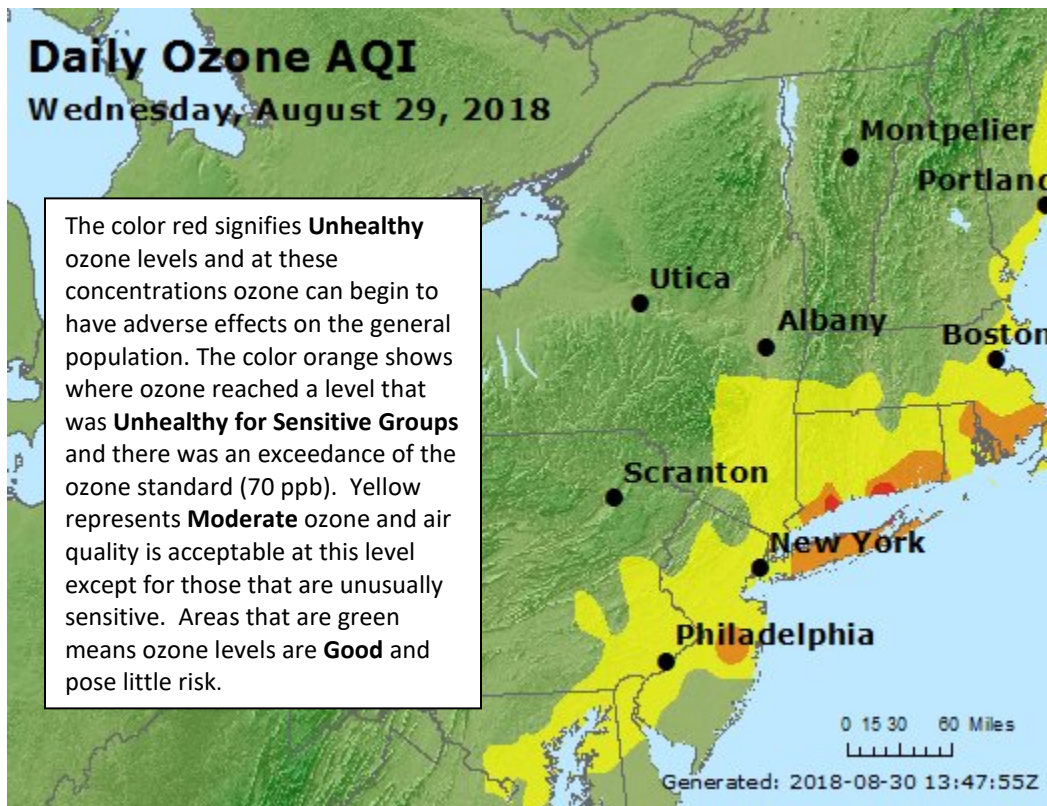 Daily Ozone AQI
Wednesday, August 29, 2018
Montpelier
Portland
The color red signifies Unhealthy
ozone levels and at these
concentrations ozone can begin to
have adverse effects on the general
population. The color orange shows
where ozone reached a level that
was Unhealthy for Sensitive Groups
and there was an exceedance of the
ozone standard (70 ppb). Yellow
represents Moderate ozone and air
quality is acceptable at this level
except for those that are unusually
sensitive. Areas that are green
means ozone levels are Good and
pose little risk.
Utica
Albany
Boston
Scranton
New York
Philadelphia
0 15 30 60 Miles
Generated: 2018-08-30 13:47:55Z